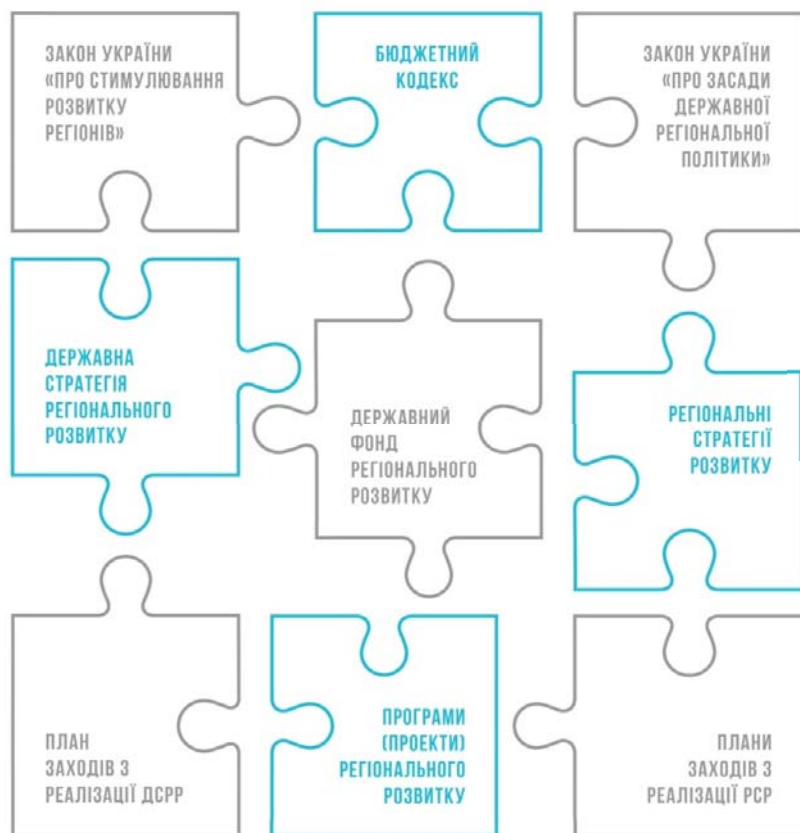 ЗАКОН УКРАЇНИ
«ПРО СТИМУЛЮВАННЯ
РОЗВИТКУ
РЕГІОНІВ»
БЮДЖЕТНИЙ
КОДЕКС
ЗАКОН УКРАЇНИ
«ПРО ЗАСАДИ
ДЕРЖАВНОЇ
РЕГІОНАЛЬНОЇ
ПОЛІТИКИ»
ДЕРЖАВНА
СТРАТЕГІЯ
РЕГІОНАЛЬНОГО
РОЗВИТКУ
ДЕРЖАВНИЙ
ФОНД
РЕГІОНАЛЬНОГО
РОЗВИТКУ
РЕГІОНАЛЬНІ
СТРАТЕГІЇ
РОЗВИТКУ
ПЛАН
ЗАХОДІВ З
РЕАЛІЗАЦІЇ ДСРР
ПРОГРАМИ
(ПРОЕКТИ)
РЕГІОНАЛЬНОГО
РОЗВИТКУ
ПЛАНИ
ЗАХОДІВ З
РЕАЛІЗАЦІЇ РСР